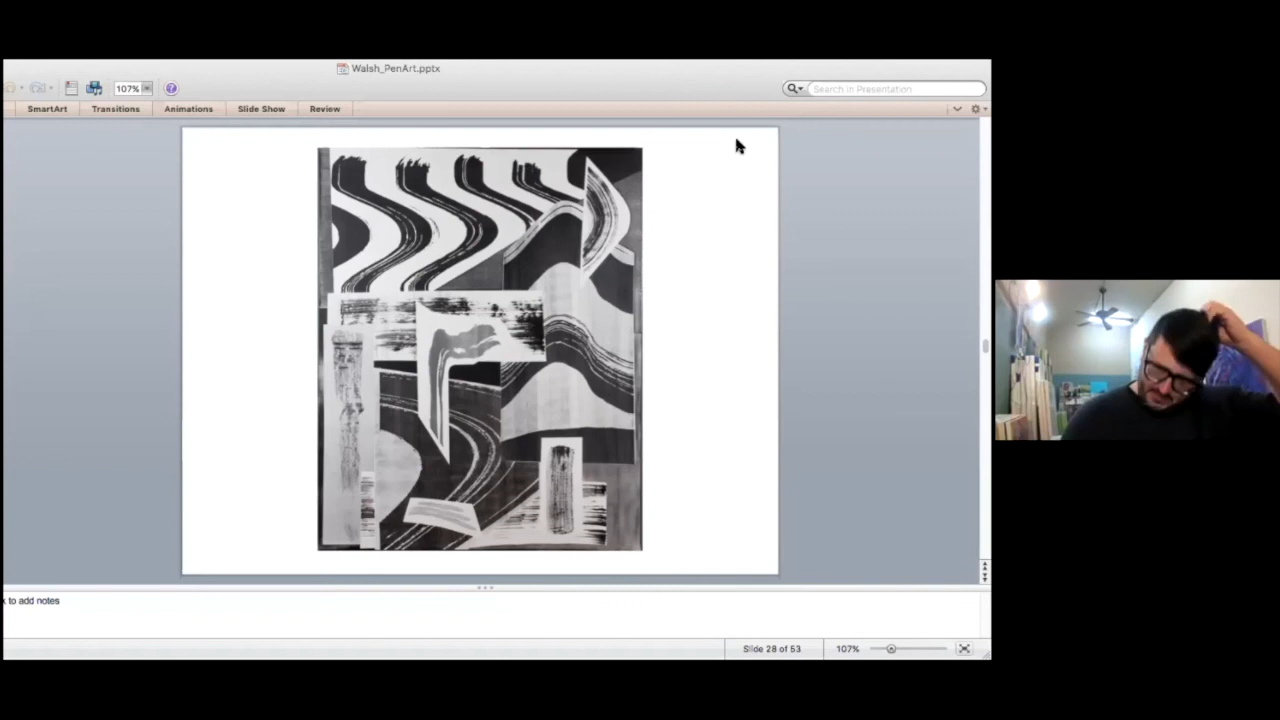 Walsh_PenArt.pptx
107%
Search in Presentation
SmartArt Transitions Animations Slide Show Review
k to add notes
Slide 28 of 53 107%